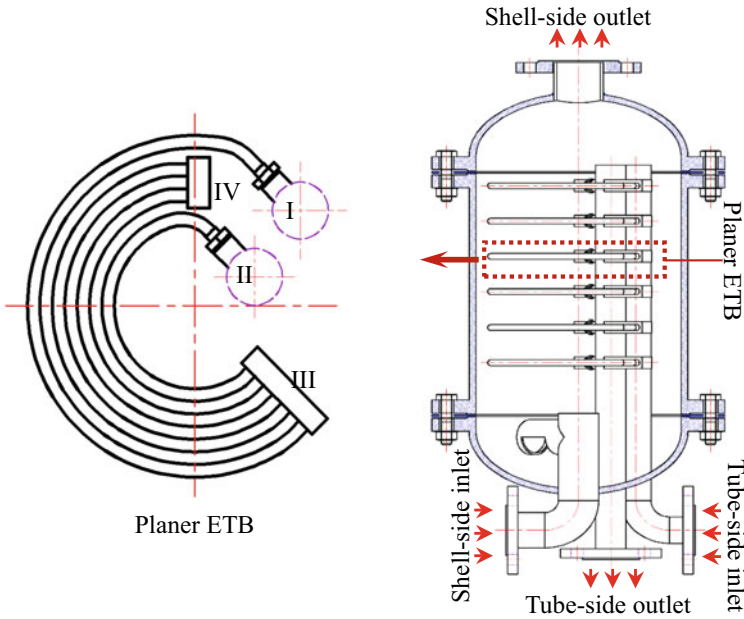 Shell-side outlet
IV
I
II
III
Planer ETB
Planer ETB
Shell-side inlet
Tube-side inlet
Tube-side outlet